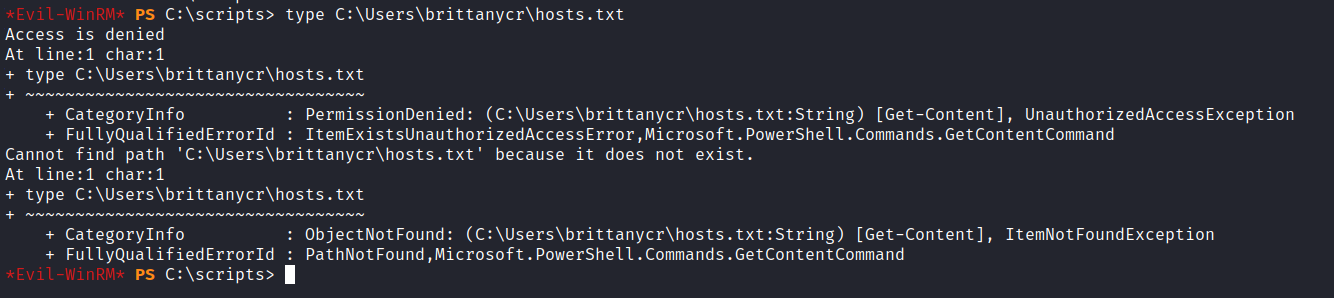 *Evil-WinRM* PS C:\scripts> type C:\Users\brittanycr\hosts.txt
Access is denied
At line:1 char:1
+ type C:\Users\brittanycr\hosts.txt
+ ~~~~~~~~~~~~~~~~~~~~~~~~~~~~~~~~~~
    + CategoryInfo          : PermissionDenied: (C:\Users\brittanycr\hosts.txt:String) [Get-Content], UnauthorizedAccessException
    + FullyQualifiedErrorId : ItemExistsUnauthorizedAccessError,Microsoft.PowerShell.Commands.GetContentCommand
Cannot find path 'C:\Users\brittanycr\hosts.txt' because it does not exist.
At line:1 char:1
+ type C:\Users\brittanycr\hosts.txt
+ ~~~~~~~~~~~~~~~~~~~~~~~~~~~~~~~~~~
    + CategoryInfo          : ObjectNotFound: (C:\Users\brittanycr\hosts.txt:String) [Get-Content], ItemNotFoundException
    + FullyQualifiedErrorId : PathNotFound,Microsoft.PowerShell.Commands.GetContentCommand
*Evil-WinRM* PS C:\scripts>